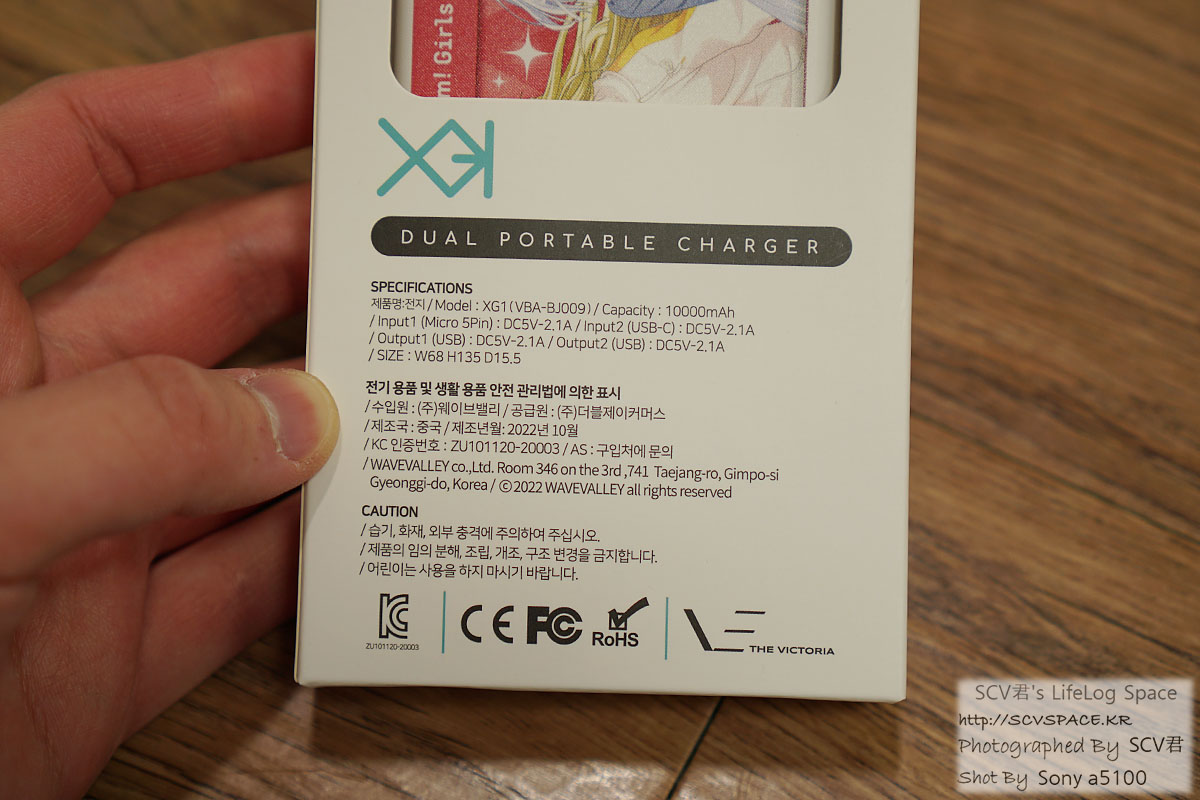 m! Girls
DUAL PORTABLE CHARGER
SPECIFICATIONS
제품명:전지 / Model : XG1 (VBA-BJ009) / Capacity : 10000mAh
/ Input1 (Micro 5Pin) : DC5V-2.1A / Input2 (USB-C) : DC5V-2.1A
/ Output1 (USB) : DC5V-2.1A / Output2 (USB) : DC5V-2.1A
/ SIZE : W68 H135 D15.5
전기 용품 및 생활 용품 안전 관리법에 의한 표시
/ 수입원 : (주)웨이브밸리 / 공급원 : (주)더블제이커머스
/ 제조국 : 중국 / 제조년월: 2022년 10월
/ KC 인증번호 : ZU101120-20003 / AS : 구입처에 문의
/ WAVEVALLEY co.,Ltd. Room 346 on the 3rd ,741 Taejang-ro, Gimpo-si
Gyeonggi-do, Korea / ⓒ 2022 WAVEVALLEY all rights reserved
CAUTION
/ 습기, 화재, 외부 충격에 주의하여 주십시오.
/ 제품의 임의 분해, 조립, 개조, 구조 변경을 금지합니다.
/ 어린이는 사용을 하지 마시기 바랍니다.
KC CE FC RoHS THE VICTORIA
ZU101120-20003
SCV君's LifeLog Space
http://SCVSPACE.KR
Photographed By SCV君
Shot By Sony a5100